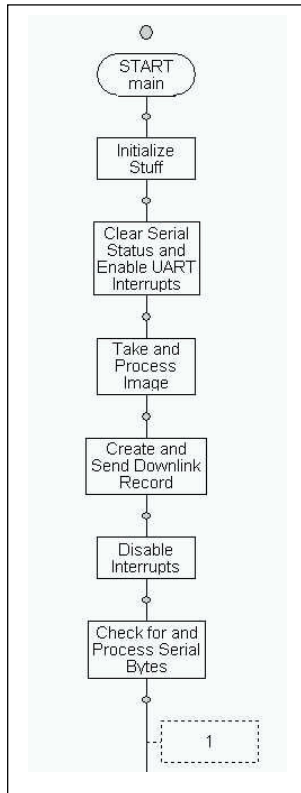 START
main
Initialize
Stuff
Clear Serial
Status and
Enable UART
Interrupts
Take and
Process
Image
Create and
Send Downlink
Record
Disable
Interrupts
Check for and
Process Serial
Bytes
1